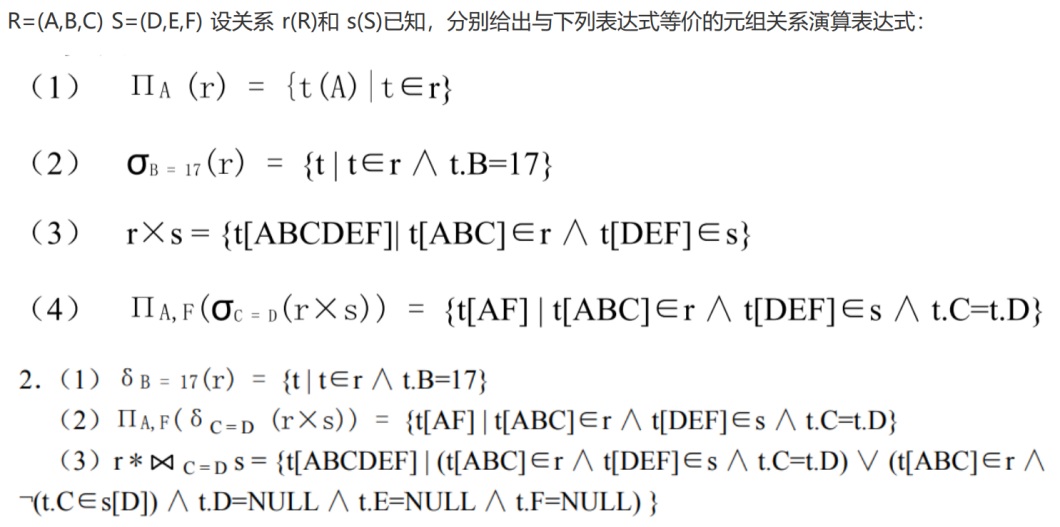 R=(A,B,C) S=(D,E,F) 设关系 r(R)和 s(S)已知，分别给出与下列表达式等价的元组关系演算表达式：
（1） ΠA (r) = {t(A)|t∈r}
（2） σB = 17(r) = {t|t∈r ∧ t.B=17}
（3） r×s = {t[ABCDEF]| t[ABC]∈r ∧ t[DEF]∈s}
（4） ΠA,F(σC = D(r×s)) = {t[AF] | t[ABC]∈r ∧ t[DEF]∈s ∧ t.C=t.D}
2.（1）δB = 17(r) = {t|t∈r ∧ t.B=17}
（2）ΠA,F(δC=D (r×s)) = {t[AF] | t[ABC]∈r ∧ t[DEF]∈s ∧ t.C=t.D}
（3）r*⋈C=D s = {t[ABCDEF] | (t[ABC]∈r ∧ t[DEF]∈s ∧ t.C=t.D) ∨ (t[ABC]∈r ∧
¬(t.C∈s[D]) ∧ t.D=NULL ∧ t.E=NULL ∧ t.F=NULL) }